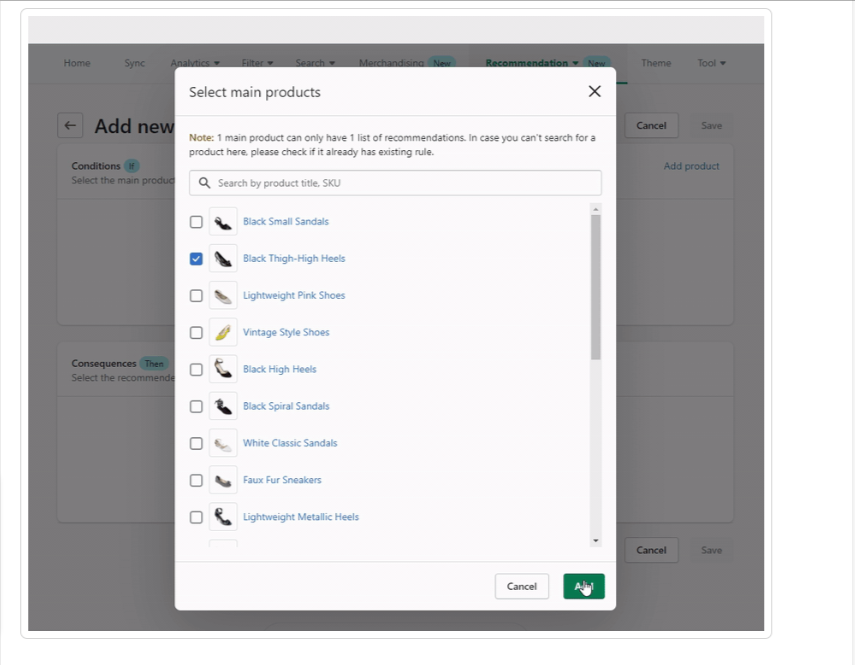 Home Sync Analytics Filter Search Merchandising New Recommendation New Theme Tool
Select main products
Add new
Cancel Save
Note: 1 main product can only have 1 list of recommendations. In case you can't search for a
product here, please check if it already has existing rule.
Conditions If
Add product
Select the main product
Search by product title, SKU
Black Small Sandals
Black Thigh-High Heels
Lightweight Pink Shoes
Vintage Style Shoes
Consequences Then
Black High Heels
Select the recommende
Black Spiral Sandals
White Classic Sandals
Faux Fur Sneakers
Lightweight Metallic Heels
Cancel Save
Cancel